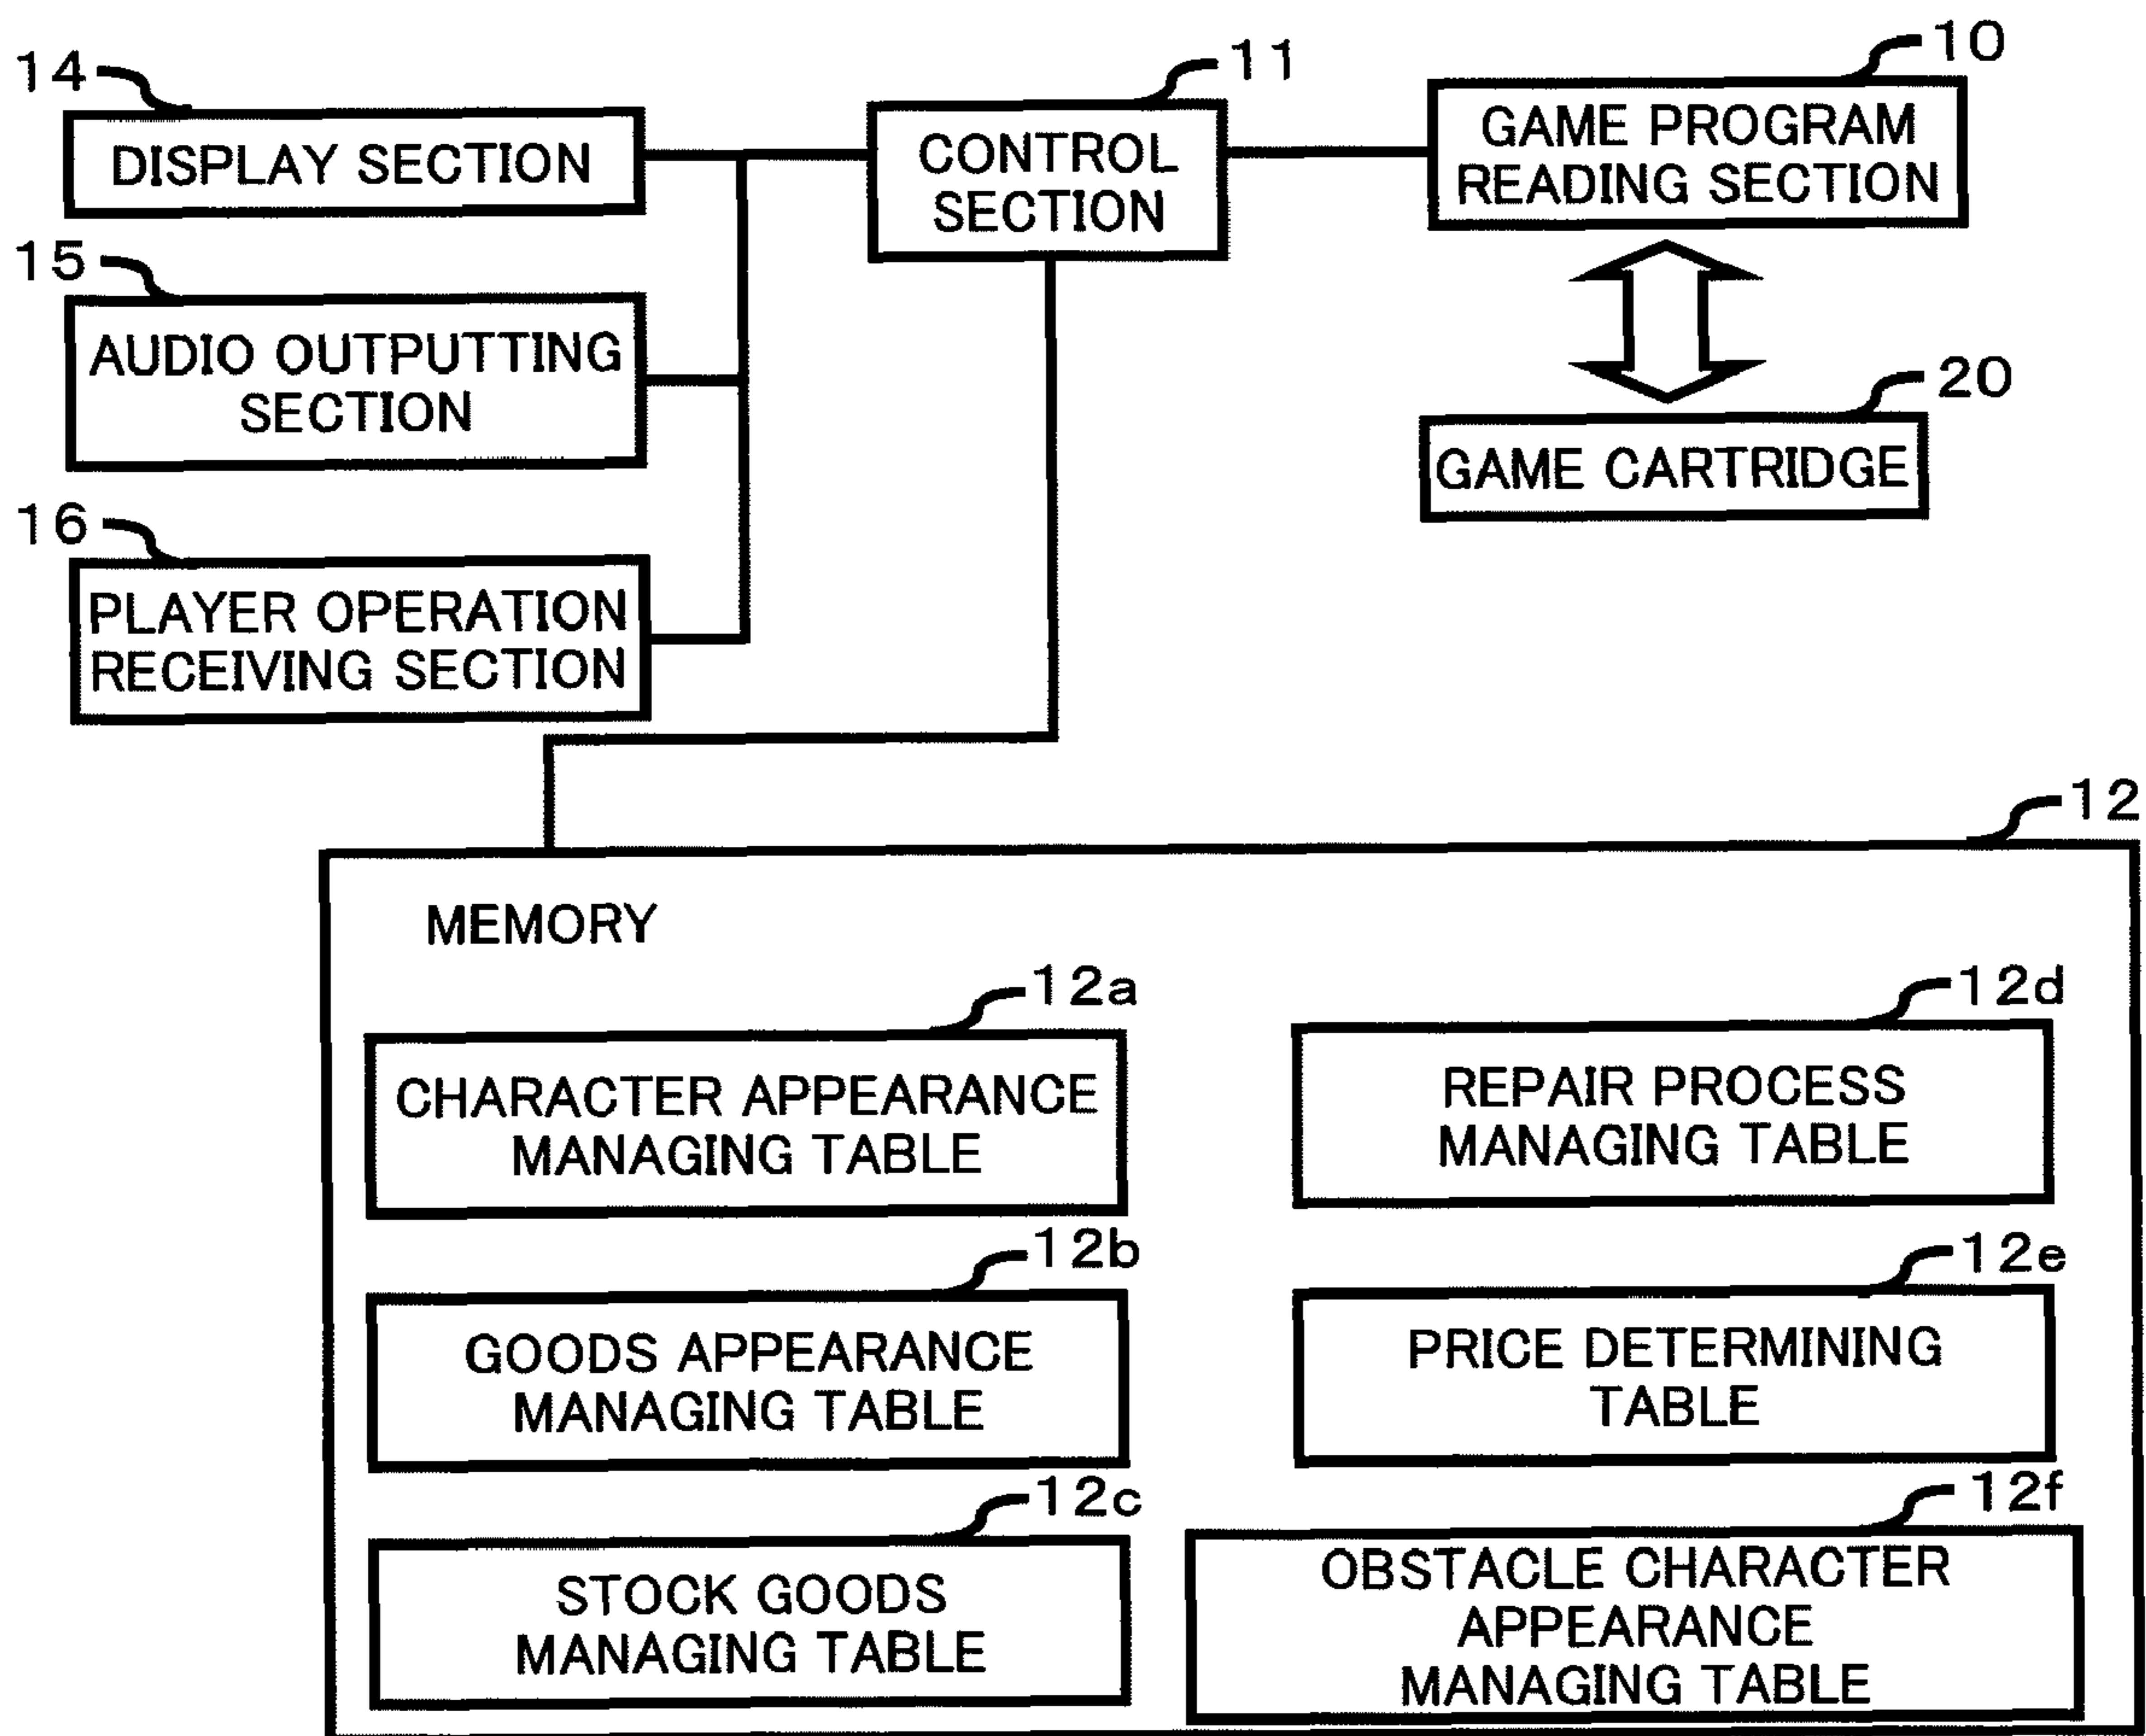 14
DISPLAY SECTION
11
CONTROL
SECTION
10
GAME PROGRAM
READING SECTION
15
AUDIO OUTPUTTING
SECTION
20
GAME CARTRIDGE
16
PLAYER OPERATION
RECEIVING SECTION
12
MEMORY
12a
CHARACTER APPEARANCE
MANAGING TABLE
12d
REPAIR PROCESS
MANAGING TABLE
12b
GOODS APPEARANCE
MANAGING TABLE
12e
PRICE DETERMINING
TABLE
12c
STOCK GOODS
MANAGING TABLE
12f
OBSTACLE CHARACTER
APPEARANCE
MANAGING TABLE